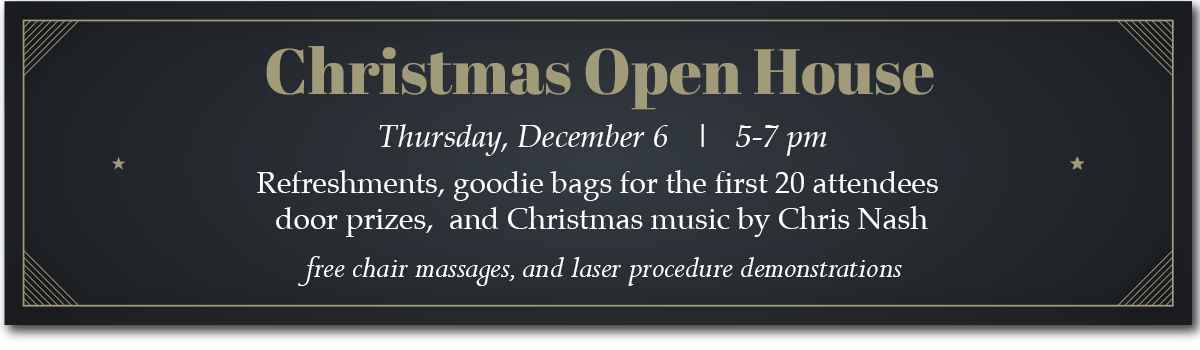 Christmas Open House
Thursday, December 6 | 5-7 pm
Refreshments, goodie bags for the first 20 attendees
door prizes, and Christmas music by Chris Nash
free chair massages, and laser procedure demonstrations